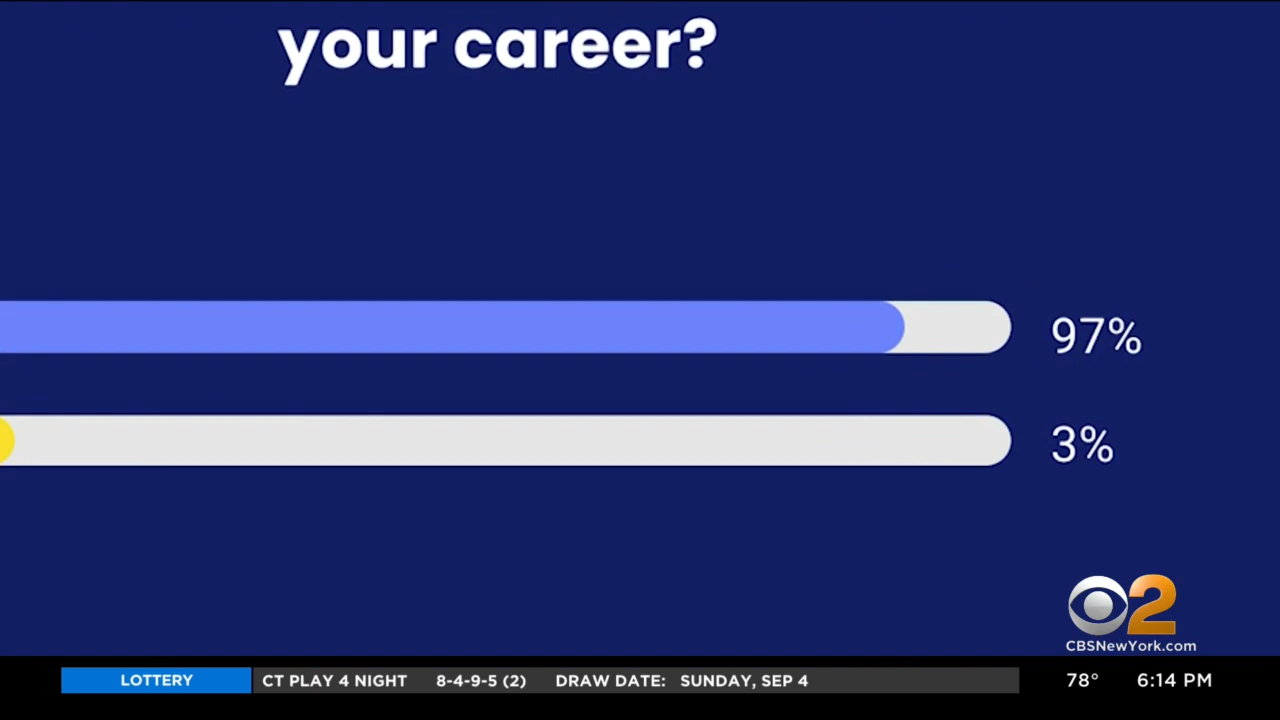 your career?
97%
3%
2
CBSNewYork.com
LOTTERY CT PLAY 4 NIGHT 8-4-9-5 (2) DRAW DATE: SUNDAY, SEP 4 78° 6:14 PM